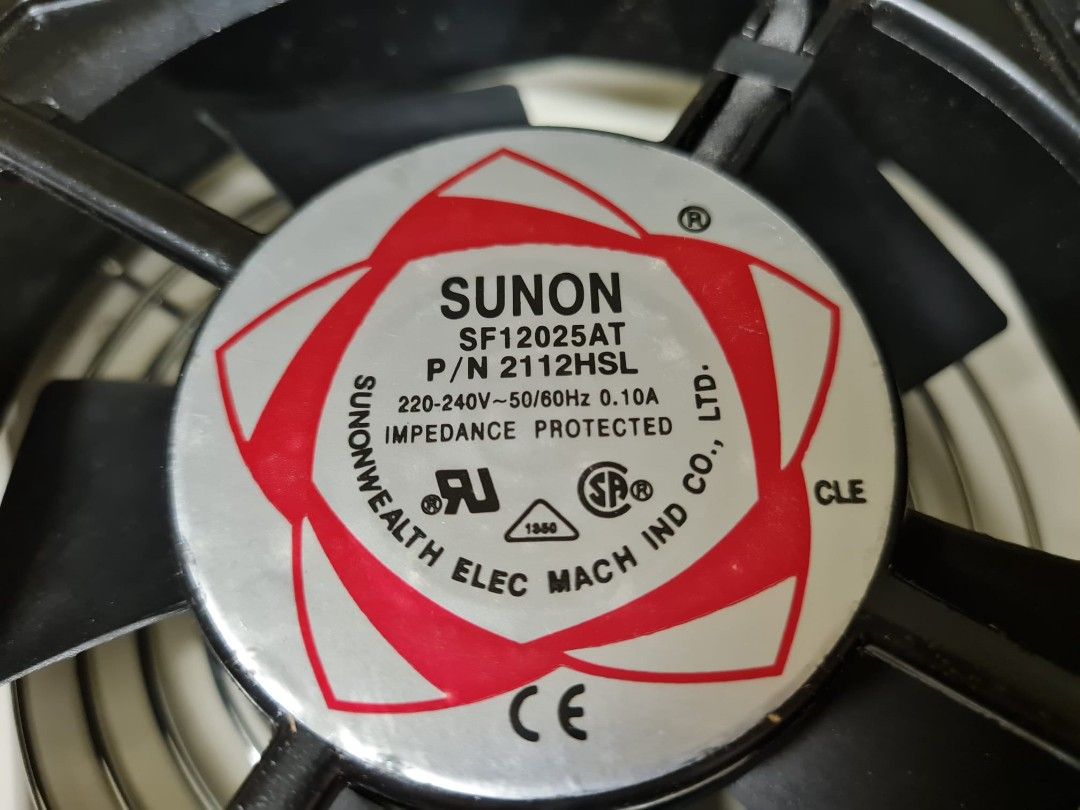 ®
SUNON
SF12025AT
P/N 2112HSL
220-240V~50/60Hz 0.10A
IMPEDANCE PROTECTED
SUNONWEALTH ELEC MACH IND CO., LTD.
®
SA ®
CLE
CE